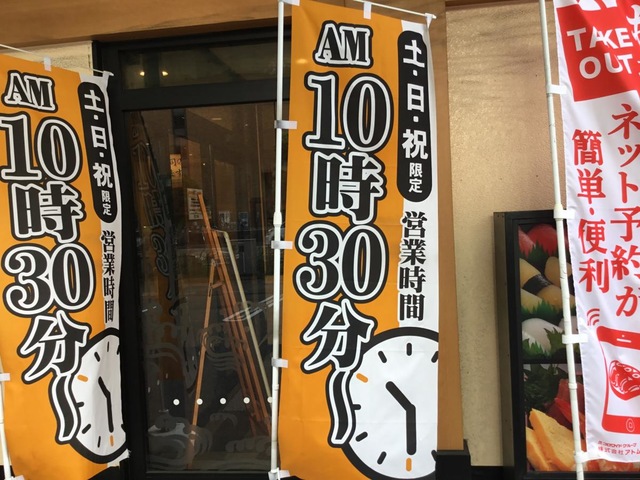 AM
10時
30分〜
土・日・祝限定
営業時間
AM
10時
30分〜
土・日・祝限定
営業時間
TAKE
OUT
ネット予約が
簡単・便利